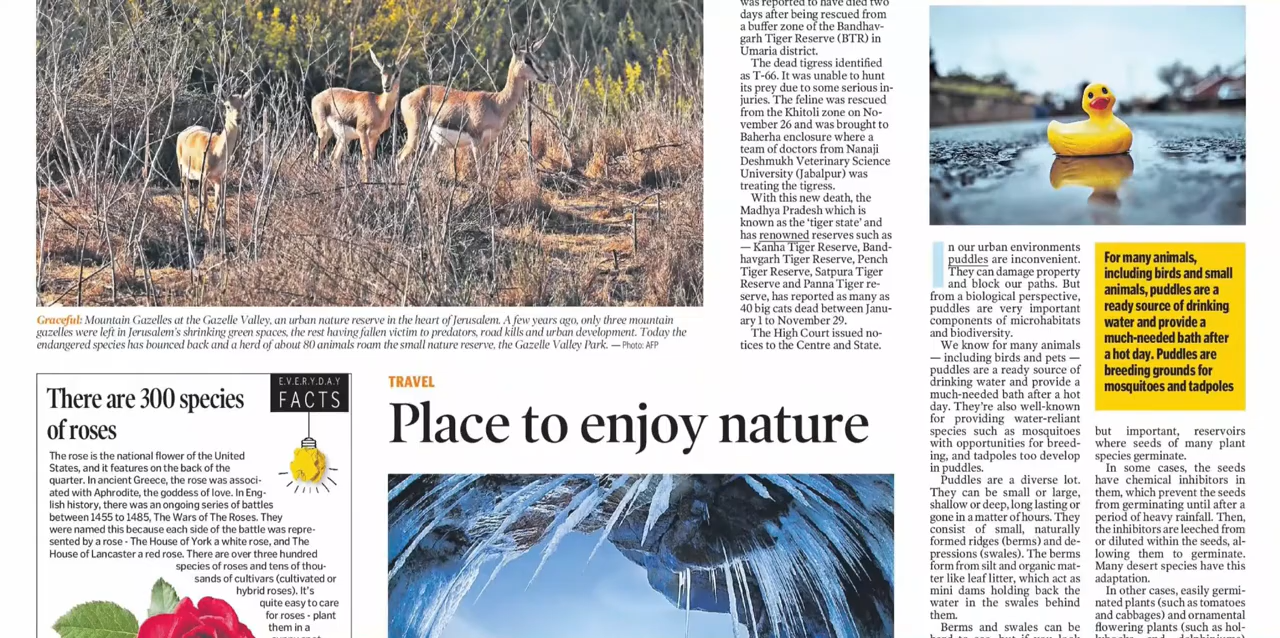 Graceful: Mountain Gazelles at the Gazelle Valley, an urban nature reserve in the heart of Jerusalem. A few years ago, only three mountain
gazelles were left in Jerusalem's shrinking green spaces, the rest having fallen victim to predators, road kills and urban development. Today the
endangered species has bounced back and a herd of about 80 animals roam the small nature reserve, the Gazelle Valley Park. — Photo: AFP
There are 300 species
of roses
E.V.E.R.Y.D.A.Y
FACTS
The rose is the national flower of the United
States, and it features on the back of the
quarter. In ancient Greece, the rose was associ-
ated with Aphrodite, the goddess of love. In Eng-
lish history, there was an ongoing series of battles
between 1455 to 1485, The Wars of The Roses. They
were named this because each side of the battle was repre-
sented by a rose - The House of York a white rose, and The
House of Lancaster a red rose. There are over three hundred
species of roses and tens of thou-
sands of cultivars (cultivated or
hybrid roses). It's
quite easy to care
for roses - plant
them in a
TRAVEL
Place to enjoy nature
was reported to have died two
days after being rescued from
a buffer zone of the Bandhav-
garh Tiger Reserve (BTR) in
Umaria district.
The dead tigress identified
as T-66. It was unable to hunt
its prey due to some serious in-
juries. The feline was rescued
from the Khitoli zone on No-
vember 26 and was brought to
Baherha enclosure where a
team of doctors from Nanaji
Deshmukh Veterinary Science
University (Jabalpur) was
treating the tigress.
With this new death, the
Madhya Pradesh which is
known as the 'tiger state' and
has renowned reserves such as
— Kanha Tiger Reserve, Band-
havgarh Tiger Reserve, Pench
Tiger Reserve, Satpura Tiger
Reserve and Panna Tiger re-
serve, has reported as many as
40 big cats dead between Janu-
ary 1 to November 29.
The High Court issued no-
tices to the Centre and State.
In our urban environments
puddles are inconvenient.
They can damage property
and block our paths. But
from a biological perspective,
puddles are very important
components of microhabitats
and biodiversity.
We know for many animals
— including birds and pets —
puddles are a ready source of
drinking water and provide a
much-needed bath after a hot
day. They're also well-known
for providing water-reliant
species such as mosquitoes
with opportunities for breed-
ing, and tadpoles too develop
in puddles.
Puddles are a diverse lot.
They can be small or large,
shallow or deep, long lasting or
gone in a matter of hours. They
consist of small, naturally
formed ridges (berms) and de-
pressions (swales). The berms
form from silt and organic mat-
ter like leaf litter, which act as
mini dams holding back the
water in the swales behind
them.
Berms and swales can be
For many animals,
including birds and small
animals, puddles are a
ready source of drinking
water and provide a
much-needed bath after
a hot day. Puddles are
breeding grounds for
mosquitoes and tadpoles
but important, reservoirs
where seeds of many plant
species germinate.
In some cases, the seeds
have chemical inhibitors in
them, which prevent the seeds
from germinating until after a
period of heavy rainfall. Then,
the inhibitors are leeched from
or diluted within the seeds, al-
lowing them to germinate.
Many desert species have this
adaptation.
In other cases, easily germi-
nated plants (such as tomatoes
and cabbages) and ornamental
flowering plants (such as hol-